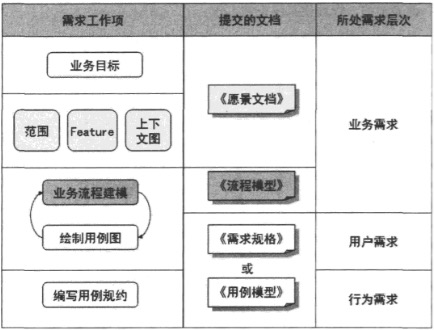 需求工作项
提交的文档
所处需求层次
业务目标
《愿景文档》
业务需求
范围
Feature
上下
文图
业务流程建模
《流程模型》
绘制用例图
《需求规格》
用户需求
或
编写用例规约
《用例模型》
行为需求